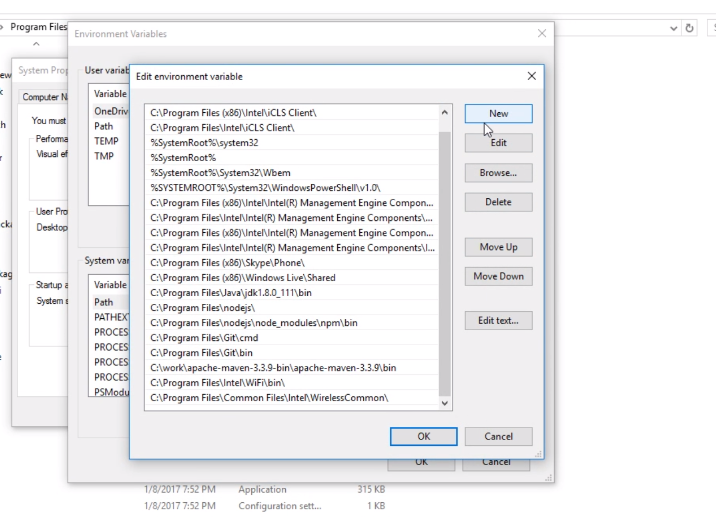 Program Files
Environment Variables
System Prop
User variab
Edit environment variable
Computer N
Variable
OneDriv
Path
TEMP
TMP
You must
Performa
Visual ef
User Pro
Desktop
Startup a
System s
System var
Variable
Path
PATHEXT
PROCES
PROCES
PROCES
PROCES
PSModu
C:\Program Files (x86)\Intel\iCLS Client\
C:\Program Files\Intel\iCLS Client\
%SystemRoot%\system32
%SystemRoot%
%SystemRoot%\System32\Wbem
%SYSTEMROOT%\System32\WindowsPowerShell\v1.0\
C:\Program Files (x86)\Intel\Intel(R) Management Engine Compon...
C:\Program Files\Intel\Intel(R) Management Engine Components\...
C:\Program Files (x86)\Intel\Intel(R) Management Engine Compon...
C:\Program Files\Intel\Intel(R) Management Engine Components\I...
C:\Program Files (x86)\Skype\Phone\
C:\Program Files (x86)\Windows Live\Shared
C:\Program Files\Java\jdk1.8.0_111\bin
C:\Program Files\nodejs\
C:\Program Files\nodejs\node_modules\npm\bin
C:\Program Files\Git\cmd
C:\Program Files\Git\bin
C:\work\apache-maven-3.3.9-bin\apache-maven-3.3.9\bin
C:\Program Files\Intel\WiFi\bin\
C:\Program Files\Common Files\Intel\WirelessCommon\
New
Edit
Browse...
Delete
Move Up
Move Down
Edit text...
OK
Cancel
OK
Cancel
1/8/2017 7:52 PM Application 315 KB
1/8/2017 7:52 PM Configuration sett... 1 KB